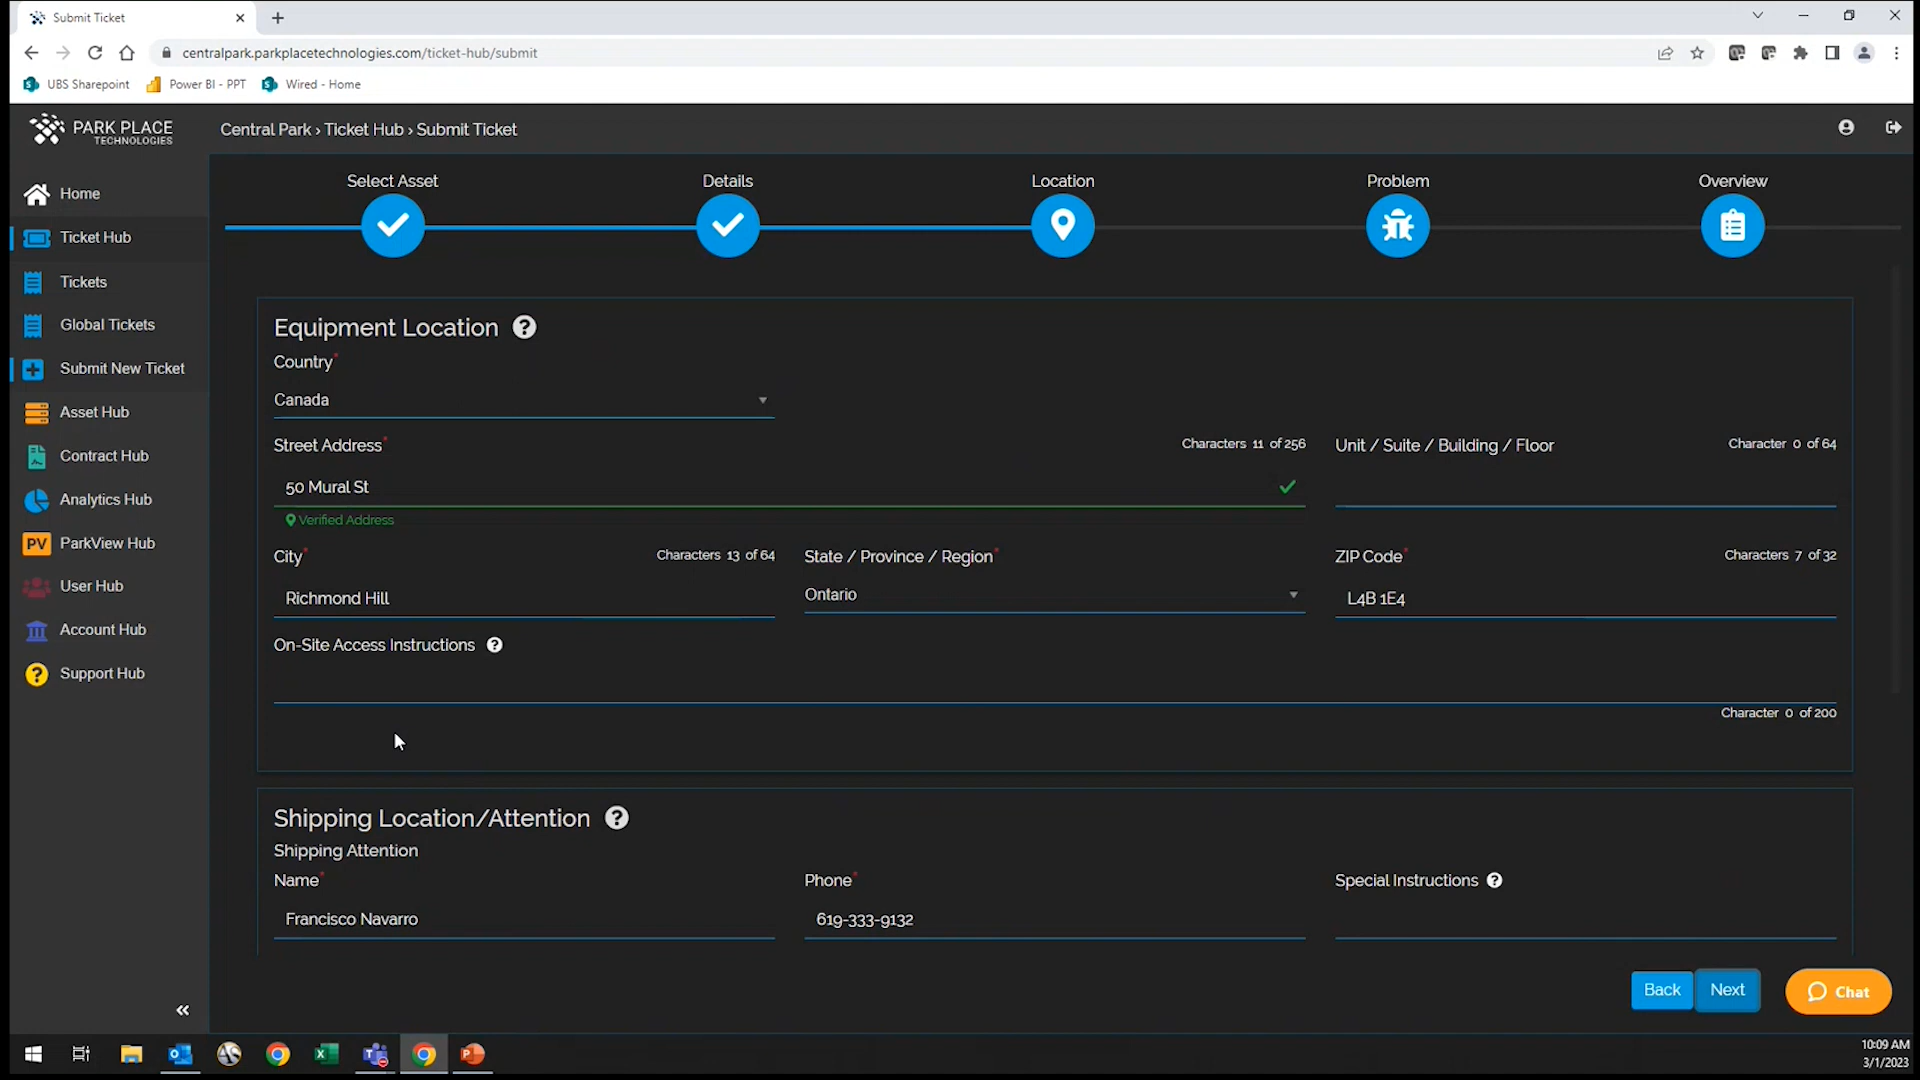 Submit Ticket
centralpark.parkplacetechnologies.com/ticket-hub/submit
UBS Sharepoint
Power BI - PPT
Wired - Home
PARK PLACE
TECHNOLOGIES
Central Park › Ticket Hub › Submit Ticket
Home
Ticket Hub
Tickets
Global Tickets
Submit New Ticket
Asset Hub
Contract Hub
Analytics Hub
PV ParkView Hub
User Hub
Account Hub
Support Hub
Select Asset
Details
Location
Problem
Overview
Equipment Location
Country*
Canada
Street Address*
Characters 11 of 256
50 Mural St
Verified Address
Unit / Suite / Building / Floor
Character 0 of 64
City*
Characters 13 of 64
Richmond Hill
State / Province / Region*
Ontario
ZIP Code*
Characters 7 of 32
L4B 1E4
On-Site Access Instructions
Character 0 of 200
Shipping Location/Attention
Shipping Attention
Name*
Francisco Navarro
Phone*
619-333-9132
Special Instructions
Back
Next
Chat
10:09 AM
3/1/2023